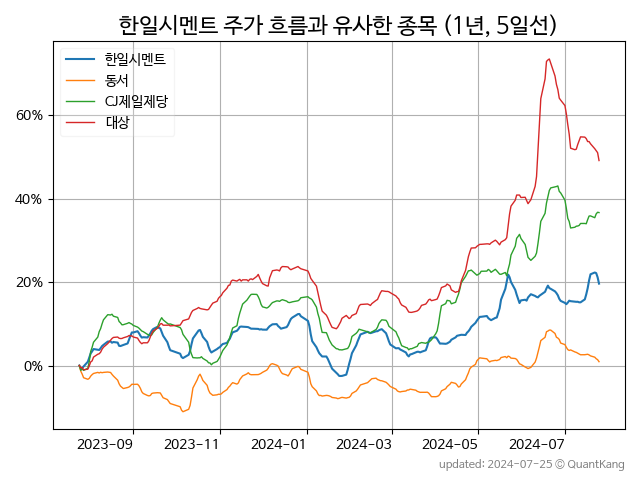 한일시멘트 주가 흐름과 유사한 종목 (1년, 5일선)
한일시멘트
동서
CJ제일제당
대상
60%
40%
20%
0%
2023-09 2023-11 2024-01 2024-03 2024-05 2024-07
updated: 2024-07-25 © QuantKang